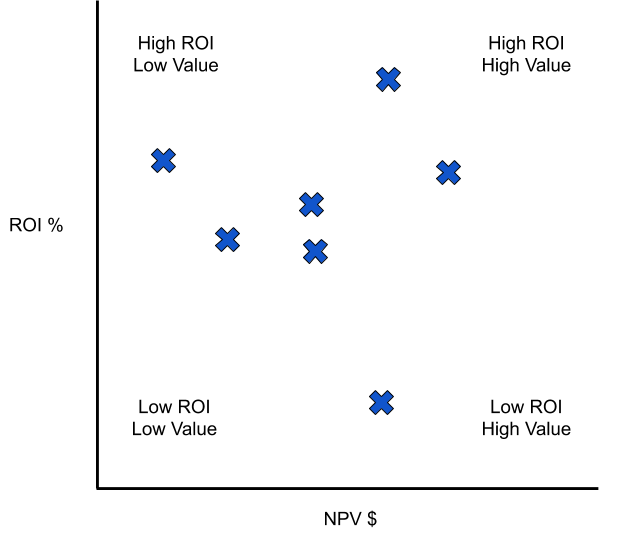 High ROI
Low Value
High ROI
High Value
ROI %
Low ROI
Low Value
Low ROI
High Value
NPV $